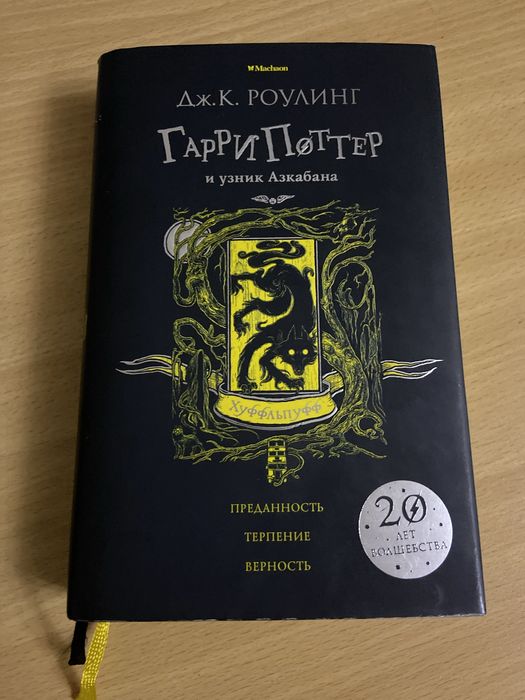 Machaon
Дж.К. РОУЛИНГ
ГАРРИ ПОТТЕР
и узник Азкабана
Хуффльпуфф
ПРЕДАННОСТЬ
ТЕРПЕНИЕ
ВЕРНОСТЬ
20
ЛЕТ
ВОЛШЕБСТВА